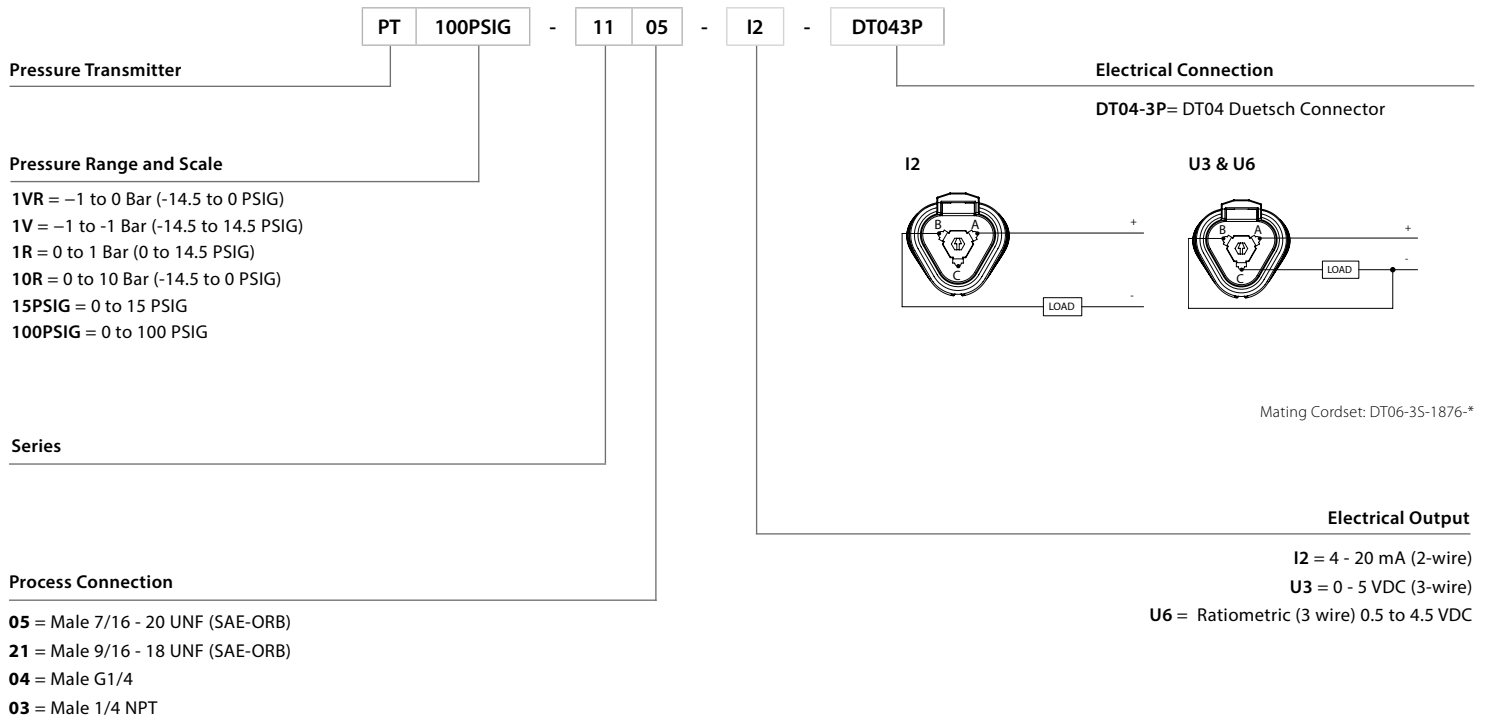 PT 100PSIG - 11 05 - I2 - DT043P
Pressure Transmitter
Electrical Connection
DT04-3P= DT04 Duetsch Connector
Pressure Range and Scale
1VR = −1 to 0 Bar (-14.5 to 0 PSIG)
1V = −1 to -1 Bar (-14.5 to 14.5 PSIG)
1R = 0 to 1 Bar (0 to 14.5 PSIG)
10R = 0 to 10 Bar (-14.5 to 0 PSIG)
15PSIG = 0 to 15 PSIG
100PSIG = 0 to 100 PSIG
I2
B A +
C
LOAD -
U3 & U6
B A +
C LOAD -
Mating Cordset: DT06-3S-1876-*
Series
Electrical Output
I2 = 4 - 20 mA (2-wire)
U3 = 0 - 5 VDC (3-wire)
U6 = Ratiometric (3 wire) 0.5 to 4.5 VDC
Process Connection
05 = Male 7/16 - 20 UNF (SAE-ORB)
21 = Male 9/16 - 18 UNF (SAE-ORB)
04 = Male G1/4
03 = Male 1/4 NPT